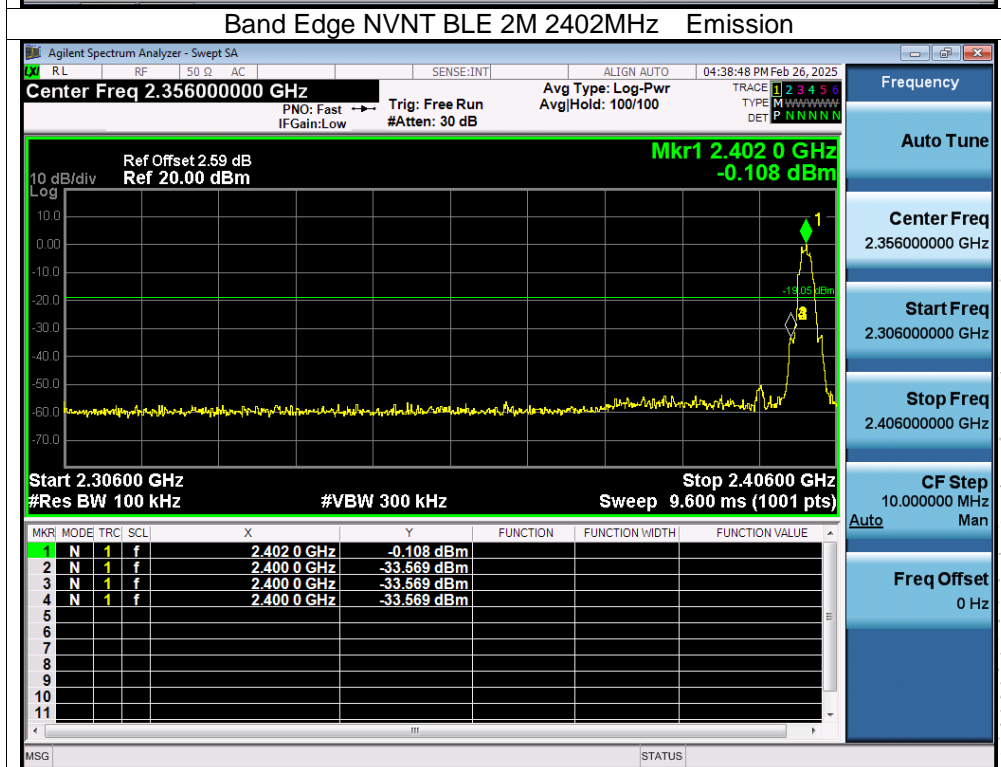 Band Edge NVNT BLE 2M 2402MHz Emission
Agilent Spectrum Analyzer - Swept SA
LXI RL RF 50 Ω AC SENSE:INT ALIGN AUTO 04:38:48 PM Feb 26, 2025
Center Freq 2.356000000 GHz
PNO: Fast
IFGain:Low
Trig: Free Run
#Atten: 30 dB
Avg Type: Log-Pwr
Avg|Hold: 100/100
TRACE 1 2 3 4 5 6
TYPE M WWWWW
DET P N N N N N
Ref Offset 2.59 dB
10 dB/div Ref 20.00 dBm
Log
Mkr1 2.402 0 GHz
-0.108 dBm
10.0
0.00
-10.0
-20.0
-30.0
-40.0
-50.0
-60.0
-70.0
1
-19.05 dBm
Start 2.30600 GHz Stop 2.40600 GHz
#Res BW 100 kHz #VBW 300 kHz Sweep 9.600 ms (1001 pts)
MKR MODE TRC SCL X Y FUNCTION FUNCTION WIDTH FUNCTION VALUE
1 N 1 f 2.402 0 GHz -0.108 dBm
2 N 1 f 2.400 0 GHz -33.569 dBm
3 N 1 f 2.400 0 GHz -33.569 dBm
4 N 1 f 2.400 0 GHz -33.569 dBm
5
6
7
8
9
10
11
MSG STATUS
Frequency
Auto Tune
Center Freq
2.356000000 GHz
Start Freq
2.306000000 GHz
Stop Freq
2.406000000 GHz
CF Step
10.000000 MHz
Auto Man
Freq Offset
0 Hz